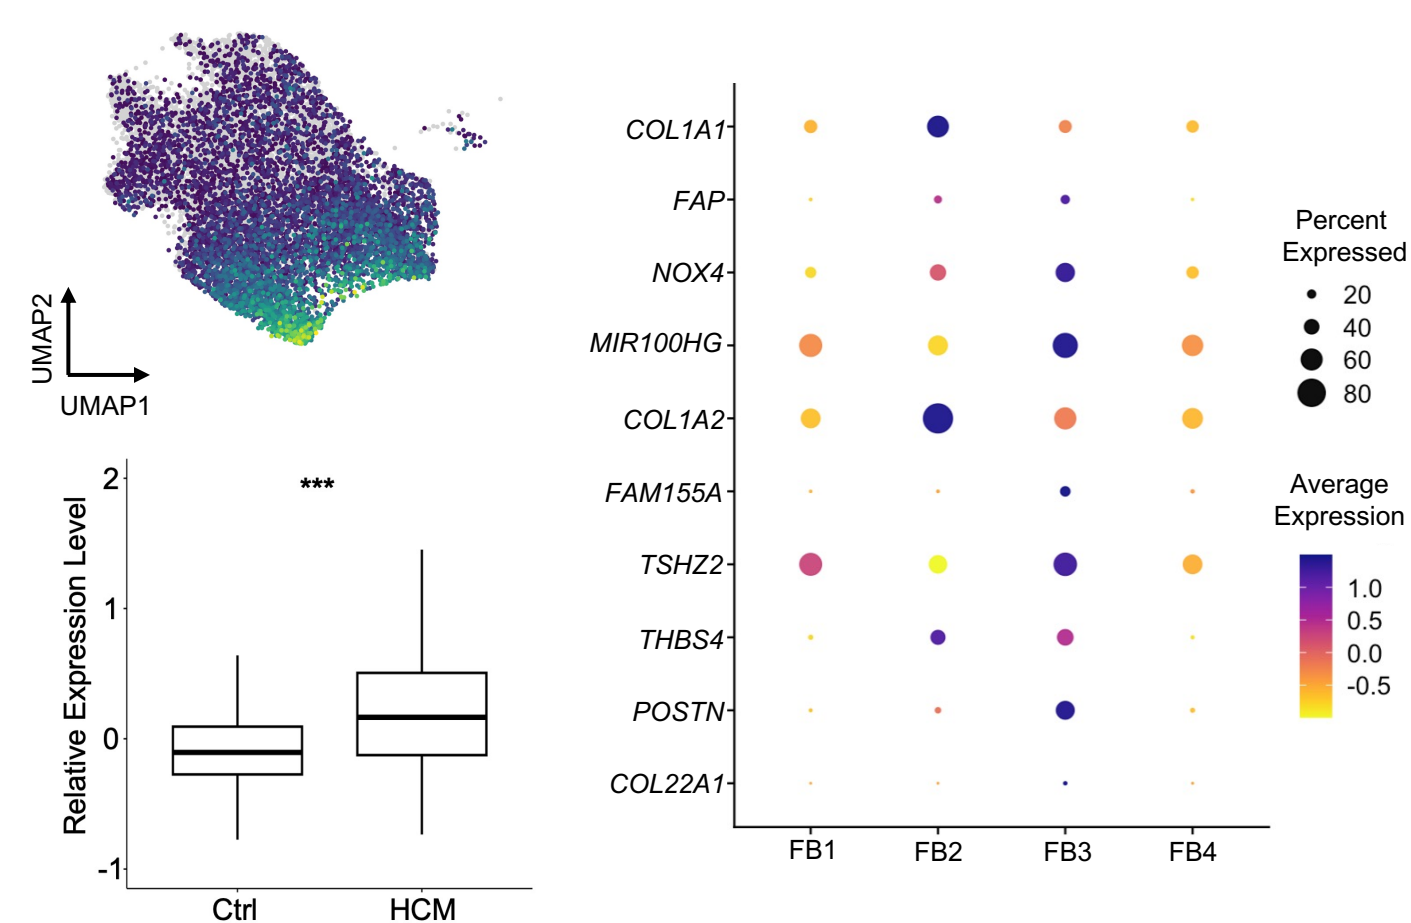 UMAP2
UMAP1
Relative Expression Level
2
1
0
-1
***
Ctrl
HCM
COL1A1
FAP
NOX4
MIR100HG
COL1A2
FAM155A
TSHZ2
THBS4
POSTN
COL22A1
FB1
FB2
FB3
FB4
Percent
Expressed
20
40
60
80
Average
Expression
1.0
0.5
0.0
-0.5